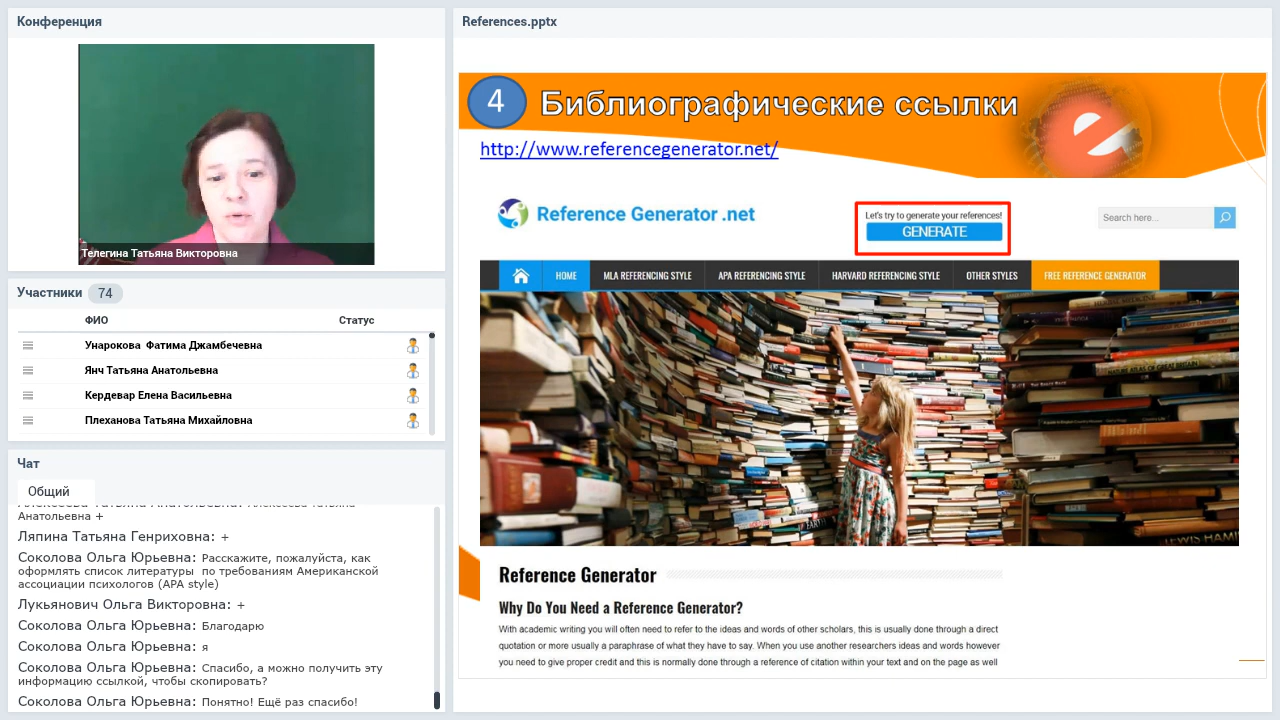 Конференция
Телегина Татьяна Викторовна
Участники 74
ФИО Статус
Унарокова Фатима Джамбечевна
Янч Татьяна Анатольевна
Кердевар Елена Васильевна
Плеханова Татьяна Михайловна
Чат
Общий
Анатольевна +
Ляпина Татьяна Генриховна: +
Соколова Ольга Юрьевна: Расскажите, пожалуйста, как
оформлять список литературы по требованиям Американской
ассоциации психологов (APA style)
Лукьянович Ольга Викторовна: +
Соколова Ольга Юрьевна: Благодарю
Соколова Ольга Юрьевна: я
Соколова Ольга Юрьевна: Спасибо, а можно получить эту
информацию ссылкой, чтобы скопировать?
Соколова Ольга Юрьевна: Понятно! Ещё раз спасибо!
References.pptx
4 Библиографические ссылки
http://www.referencegenerator.net/
Reference Generator .net
Let's try to generate your references!
GENERATE
Search here...
HOME MLA REFERENCING STYLE APA REFERENCING STYLE HARVARD REFERENCING STYLE OTHER STYLES FREE REFERENCE GENERATOR
LEWIS HAM
Reference Generator
Why Do You Need a Reference Generator?
With academic writing you will often need to refer to the ideas and words of other scholars, this is usually done through a direct
quotation or more usually a paraphrase of what they have to say. When you use another researchers ideas and words however
you need to give proper credit and this is normally done through a reference of citation within your text and on the page as well